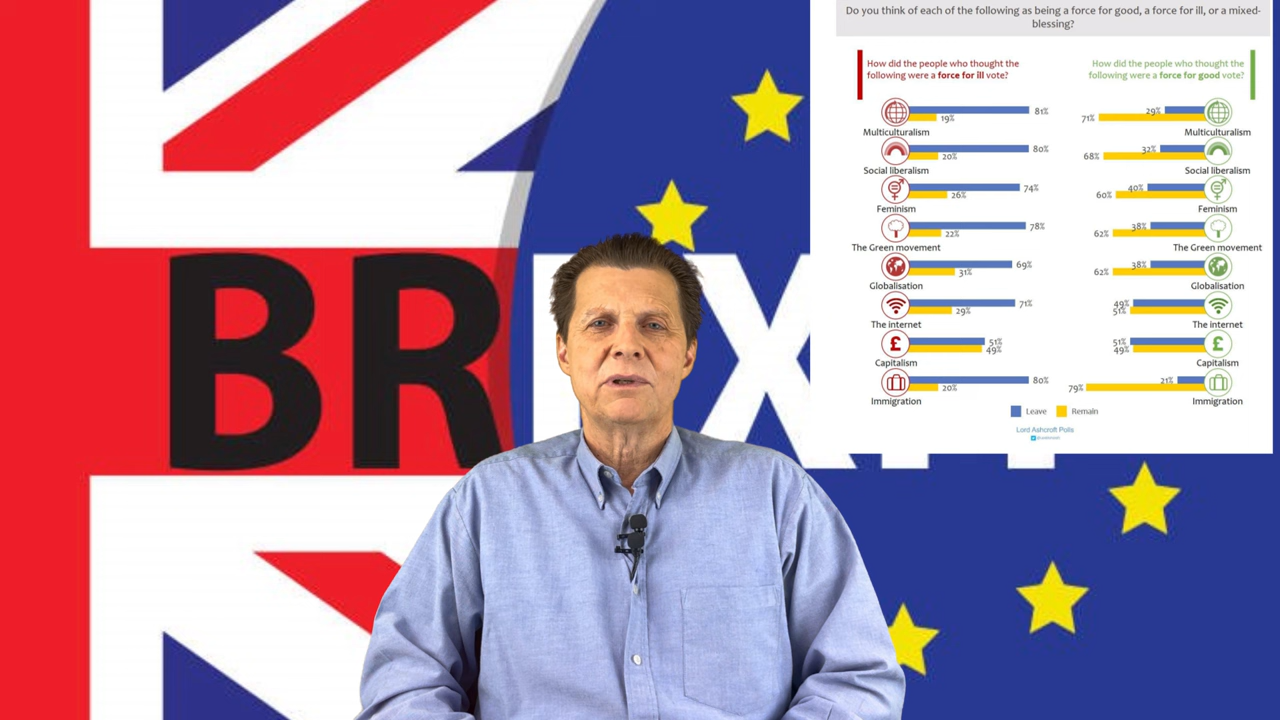 Do you think of each of the following as being a force for good, a force for ill, or a mixed-
blessing?
How did the people who thought the
following were a force for ill vote?
How did the people who thought the
following were a force for good vote?
81%
19%
Multiculturalism
29%
71%
Multiculturalism
80%
20%
Social liberalism
32%
68%
Social liberalism
74%
26%
Feminism
40%
60%
Feminism
78%
22%
The Green movement
38%
62%
The Green movement
69%
31%
Globalisation
38%
62%
Globalisation
71%
29%
The internet
49%
51%
The internet
£
51%
49%
Capitalism
51%
49%
£
Capitalism
80%
20%
Immigration
21%
79%
Immigration
Leave
Remain
Lord Ashcroft Polls
BREXIT